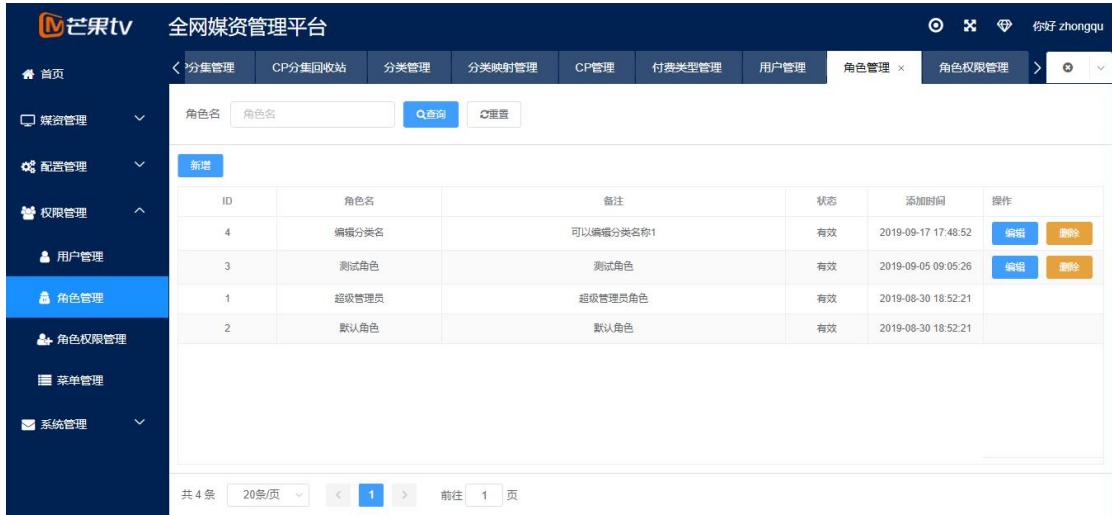 芒果tv 全网媒资管理平台 你好 zhongqu
分集管理 CP分集回收站 分类管理 分类映射管理 CP管理 付费类型管理 用户管理 角色管理 × 角色权限管理
首页
媒资管理
配置管理
权限管理
用户管理
角色管理
角色权限管理
菜单管理
系统管理
角色名 角色名 查询 重置
新增
ID 角色名 备注 状态 添加时间 操作
4 编辑分类名 可以编辑分类名称1 有效 2019-09-17 17:48:52 编辑 删除
3 测试角色 测试角色 有效 2019-09-05 09:05:26 编辑 删除
1 超级管理员 超级管理员角色 有效 2019-08-30 18:52:21
2 默认角色 默认角色 有效 2019-08-30 18:52:21
共 4 条 20条/页 < 1 > 前往 1 页